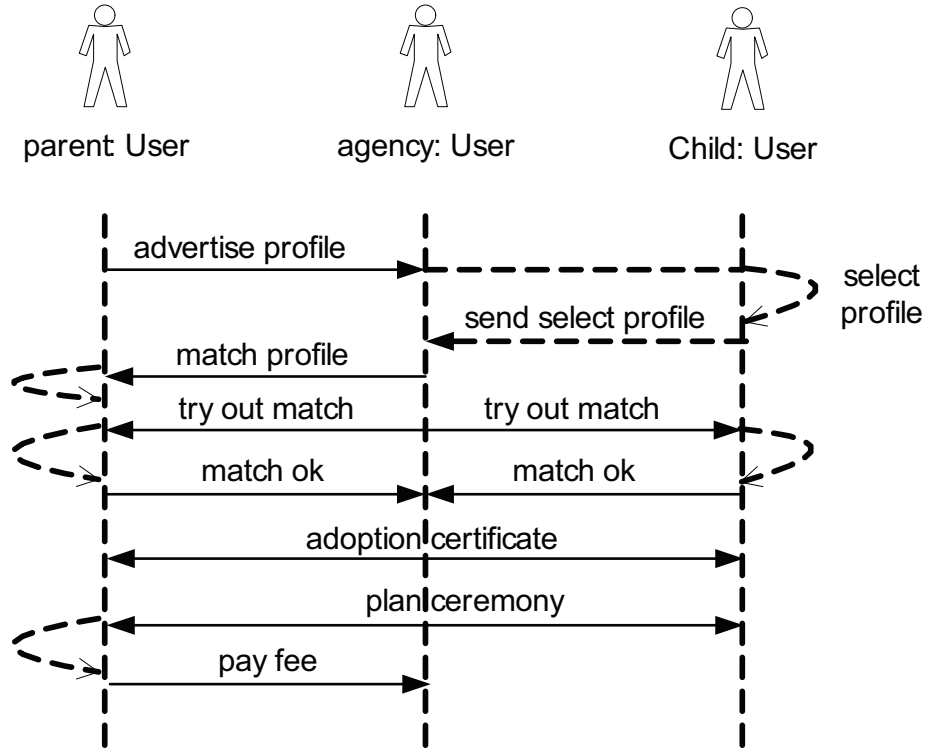 parent: User
agency: User
Child: User
advertise profile
select
profile
send select profile
match profile
try out match
try out match
match ok
match ok
adoption certificate
plan ceremony
pay fee